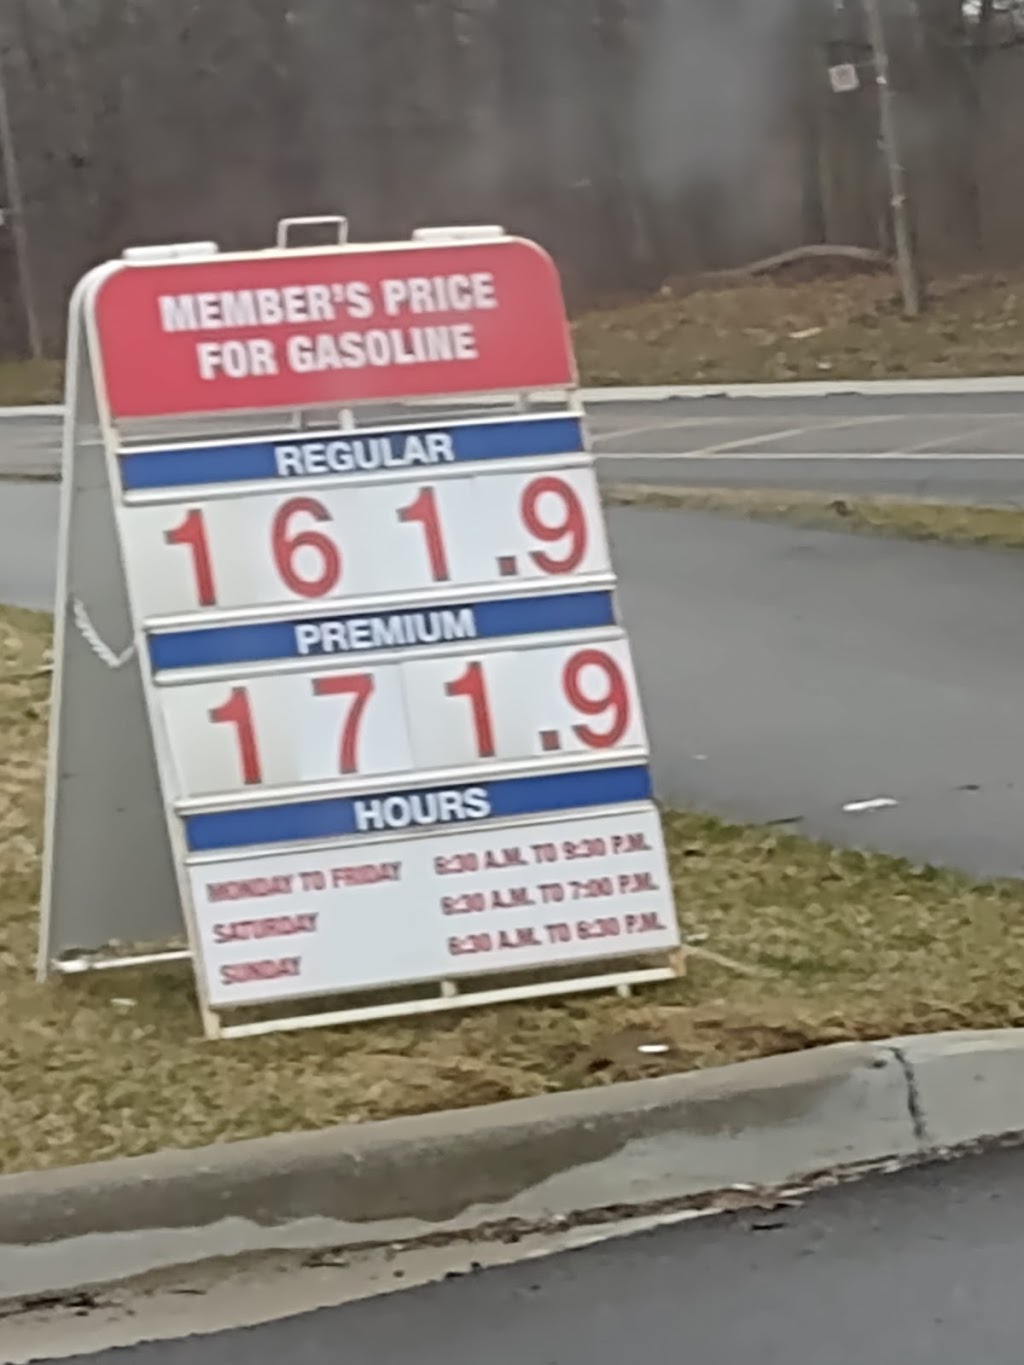 MEMBER'S PRICE
FOR GASOLINE
REGULAR
161.9
PREMIUM
171.9
HOURS
MONDAY TO FRIDAY 6:30 A.M. TO 9:30 P.M.
SATURDAY 6:30 A.M. TO 7:00 P.M.
SUNDAY 6:30 A.M. TO 6:30 P.M.